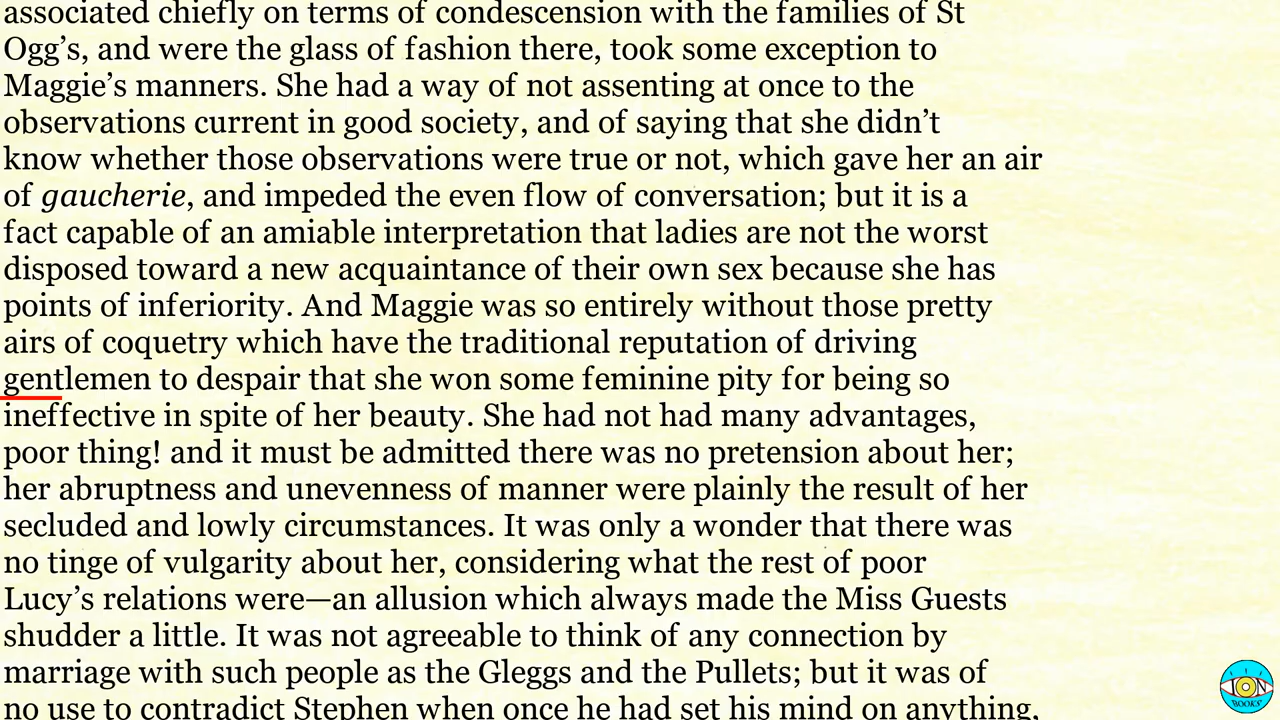 associated chiefly on terms of condescension with the families of St
Ogg’s, and were the glass of fashion there, took some exception to
Maggie’s manners. She had a way of not assenting at once to the
observations current in good society, and of saying that she didn’t
know whether those observations were true or not, which gave her an air
of gaucherie, and impeded the even flow of conversation; but it is a
fact capable of an amiable interpretation that ladies are not the worst
disposed toward a new acquaintance of their own sex because she has
points of inferiority. And Maggie was so entirely without those pretty
airs of coquetry which have the traditional reputation of driving
gentlemen to despair that she won some feminine pity for being so
ineffective in spite of her beauty. She had not had many advantages,
poor thing! and it must be admitted there was no pretension about her;
her abruptness and unevenness of manner were plainly the result of her
secluded and lowly circumstances. It was only a wonder that there was
no tinge of vulgarity about her, considering what the rest of poor
Lucy’s relations were—an allusion which always made the Miss Guests
shudder a little. It was not agreeable to think of any connection by
marriage with such people as the Gleggs and the Pullets; but it was of
no use to contradict Stephen when once he had set his mind on anything,
ION
BOOKS